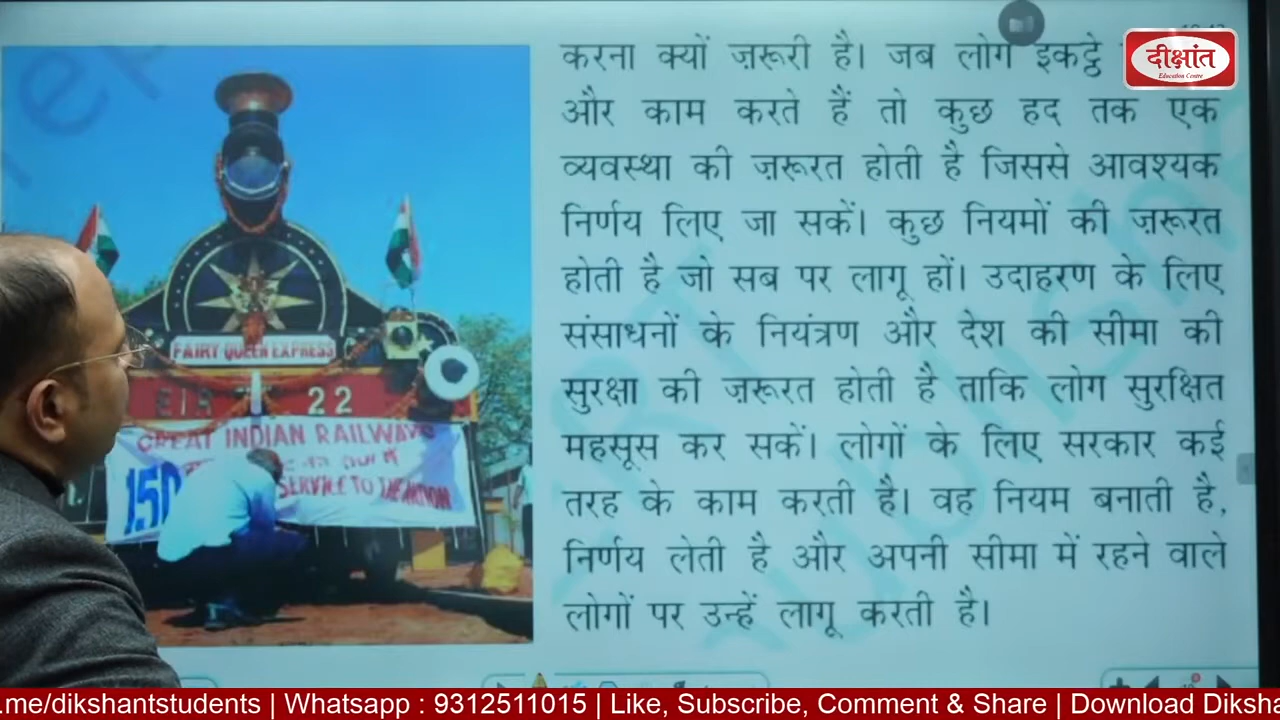 करना क्यों ज़रूरी है। जब लोग इकट्ठे
और काम करते हैं तो कुछ हद तक एक
व्यवस्था की ज़रूरत होती है जिससे आवश्यक
निर्णय लिए जा सकें। कुछ नियमों की ज़रूरत
होती है जो सब पर लागू हों। उदाहरण के लिए
संसाधनों के नियंत्रण और देश की सीमा की
सुरक्षा की ज़रूरत होती है ताकि लोग सुरक्षित
महसूस कर सकें। लोगों के लिए सरकार कई
तरह के काम करती है। वह नियम बनाती है,
निर्णय लेती है और अपनी सीमा में रहने वाले
लोगों पर उन्हें लागू करती है।
दीक्षांत
Education Centre
FAIRY QUEEN EXPRESS
EIR 22
GREAT INDIAN RAILWAYS
150
SERVICE TO THE NATION
.me/dikshantstudents | Whatsapp : 9312511015 | Like, Subscribe, Comment & Share | Download Diksha